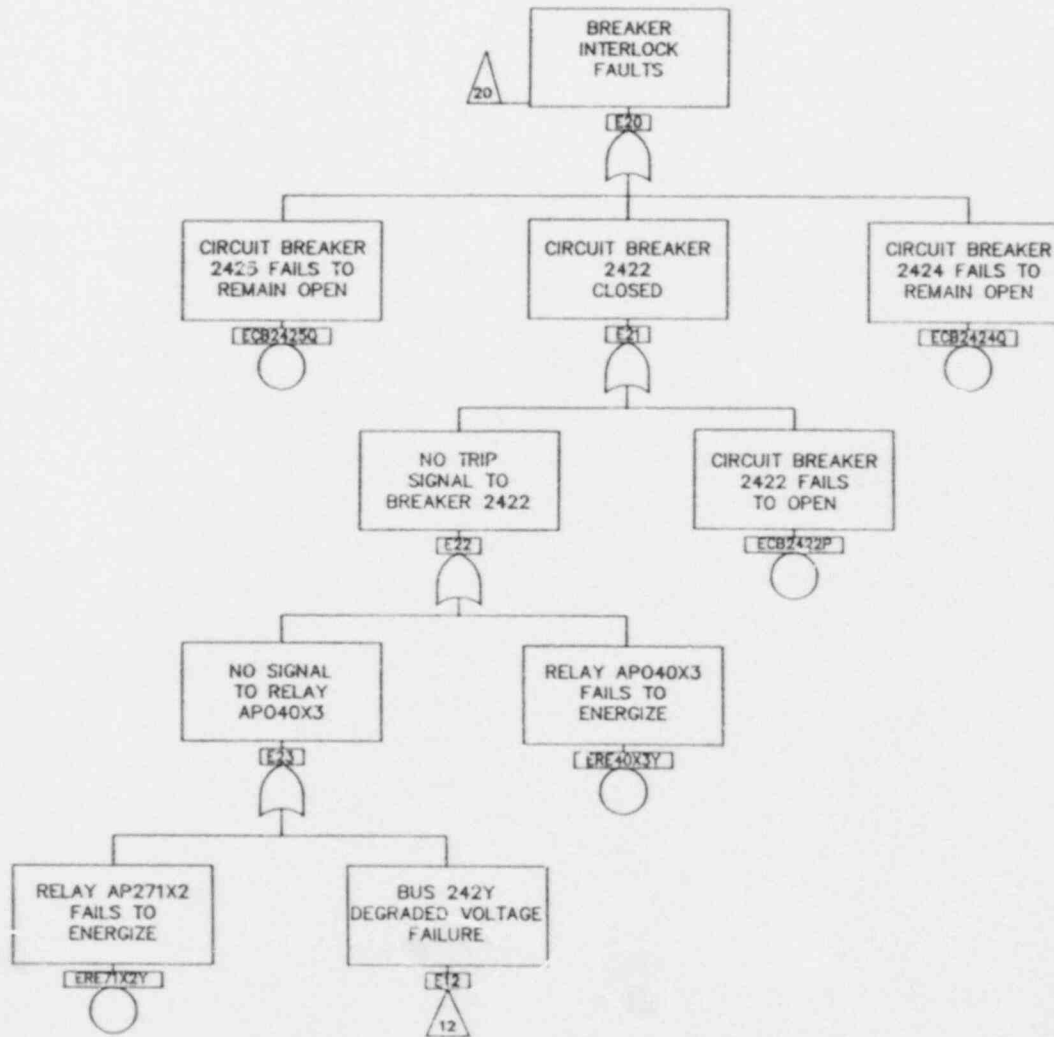 BREAKER
INTERLOCK
FAULTS
20
E20
CIRCUIT BREAKER
2425 FAILS TO
REMAIN OPEN
ECB2425Q
CIRCUIT BREAKER
2422
CLOSED
E21
CIRCUIT BREAKER
2424 FAILS TO
REMAIN OPEN
ECB2424Q
NO TRIP
SIGNAL TO
BREAKER 2422
E22
CIRCUIT BREAKER
2422 FAILS
TO OPEN
ECB2422P
NO SIGNAL
TO RELAY
APO40X3
E23
RELAY APO40X3
FAILS TO
ENERGIZE
ERE40X3Y
RELAY AP271X2
FAILS TO
ENERGIZE
ERE71X2Y
BUS 242Y
DEGRADED VOLTAGE
FAILURE
E12
12